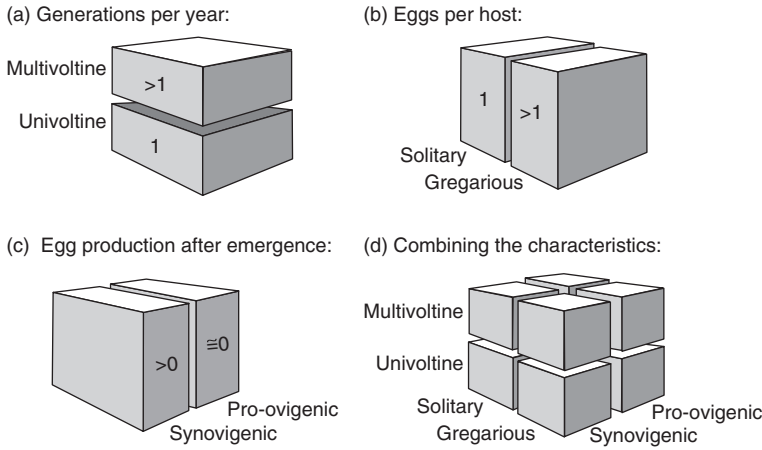 (a) Generations per year:
Multivoltine
>1
Univoltine
1
(b) Eggs per host:
1
>1
Solitary
Gregarious
(c) Egg production after emergence:
>0
≅0
Pro-ovigenic
Synovigenic
(d) Combining the characteristics:
Multivoltine
Univoltine
Solitary
Gregarious
Pro-ovigenic
Synovigenic